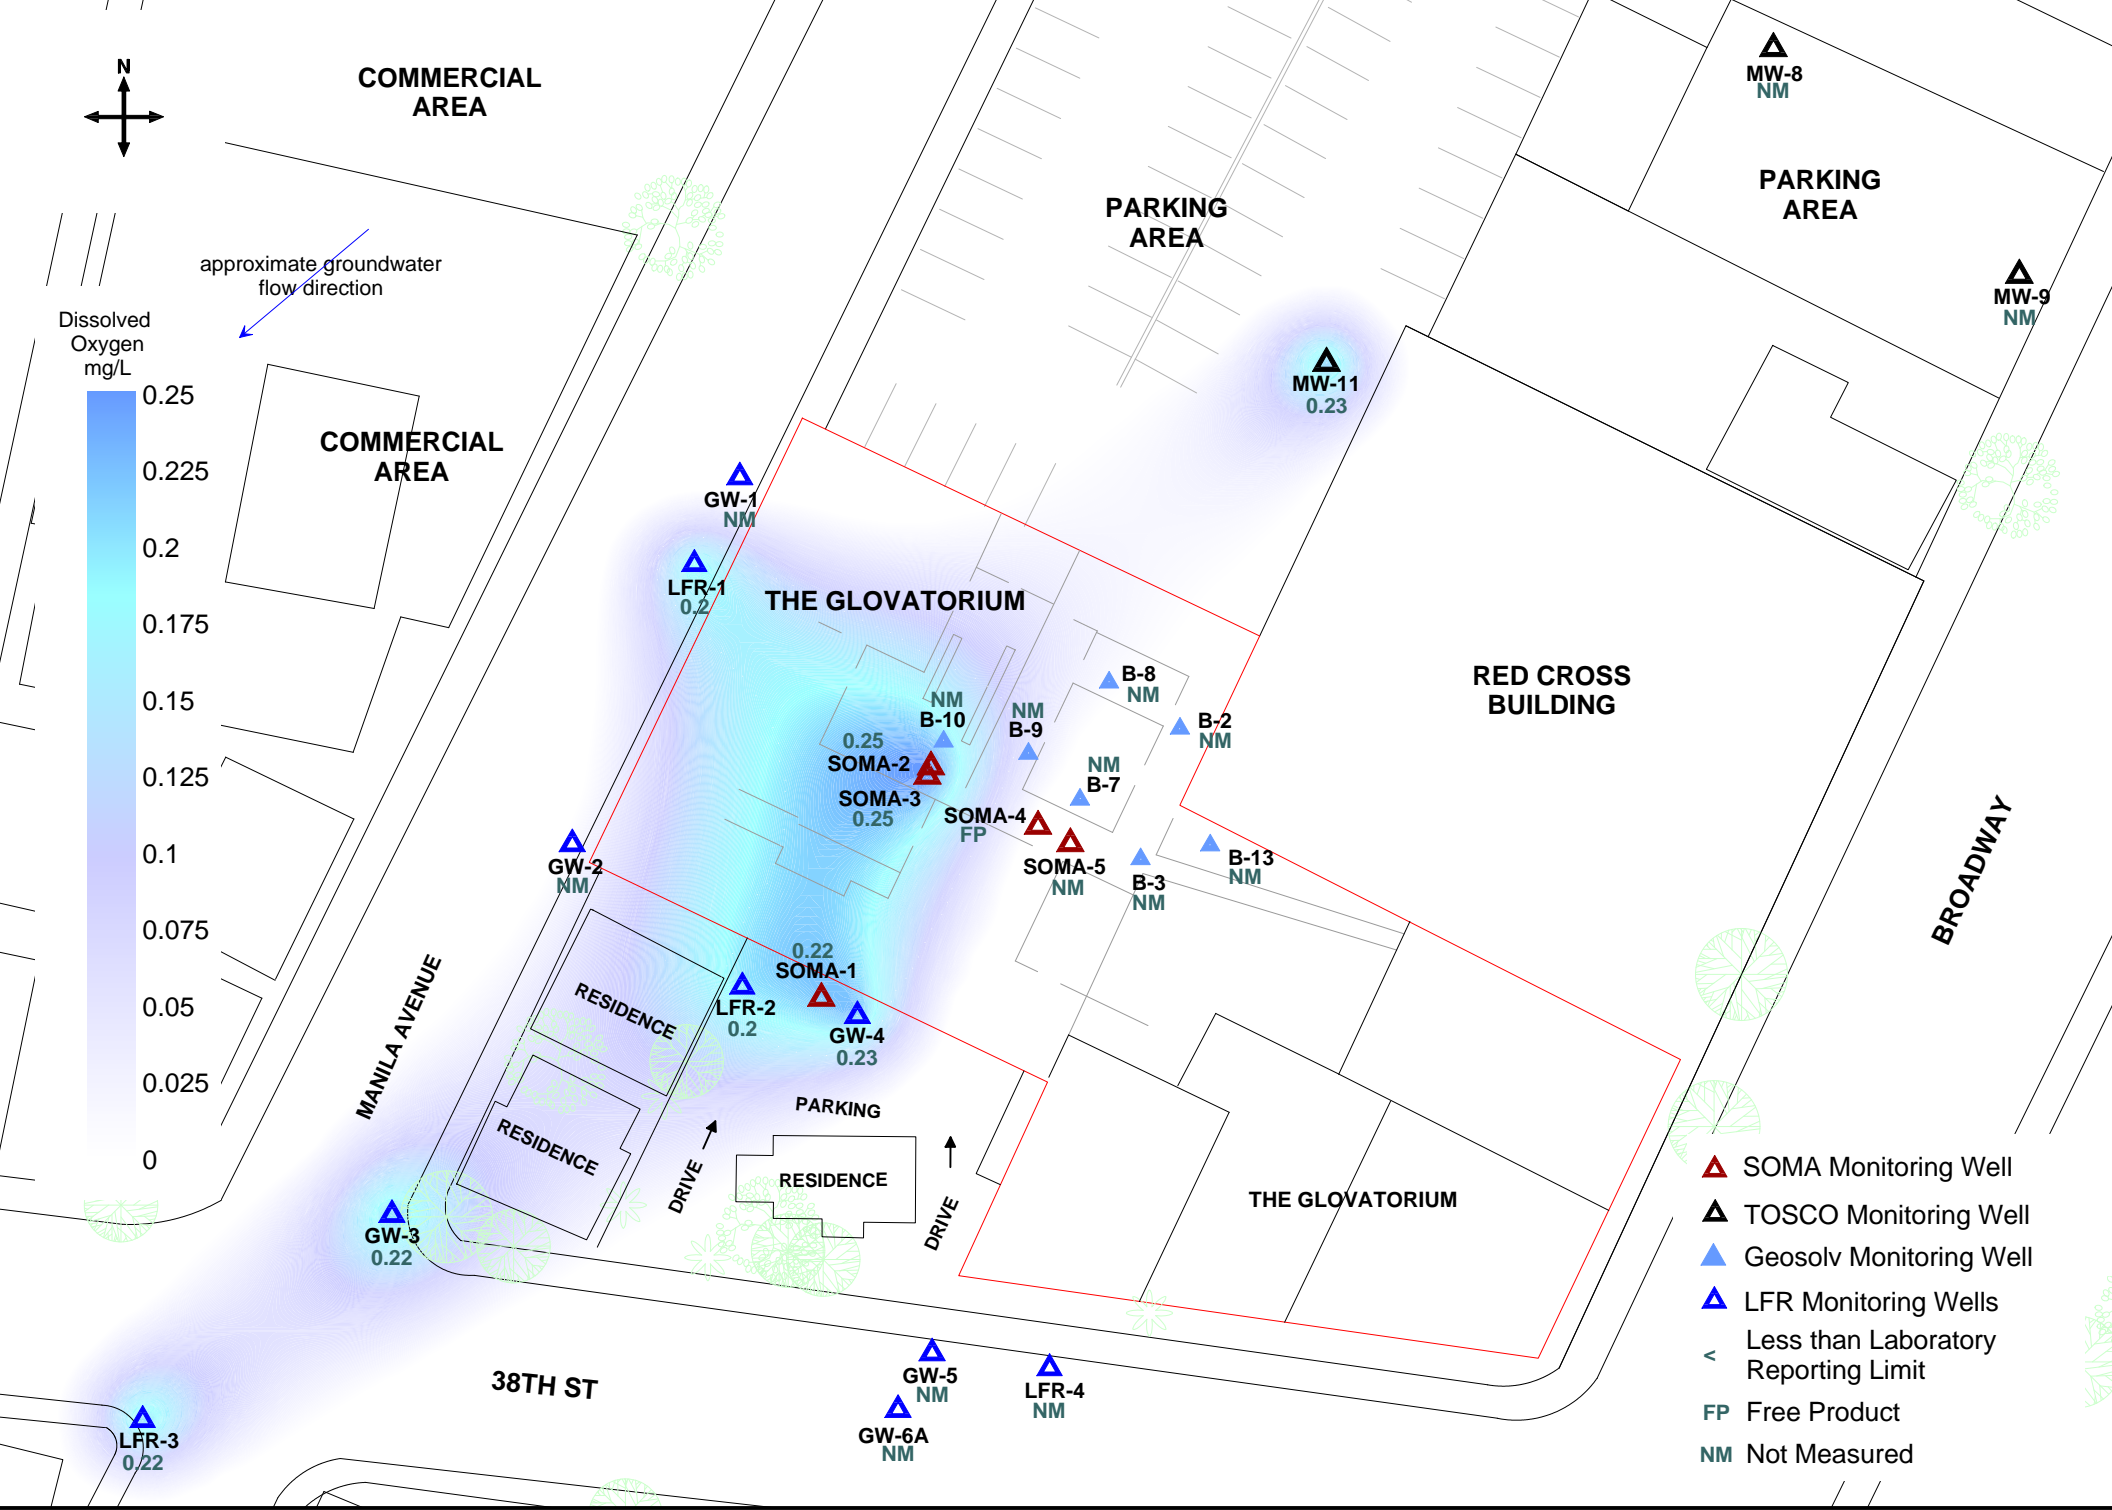 N
COMMERCIAL
AREA
MW-8
NM
PARKING
AREA
PARKING
AREA
approximate groundwater
flow direction
MW-9
NM
Dissolved
Oxygen
mg/L
0.25
0.225
0.2
0.175
0.15
0.125
0.1
0.075
0.05
0.025
0
MW-11
0.23
COMMERCIAL
AREA
GW-1
NM
LFR-1
0.2
THE GLOVATORIUM
B-8
NM
RED CROSS
BUILDING
NM
B-10
NM
B-9
B-2
NM
0.25
SOMA-2
NM
B-7
SOMA-3
0.25
SOMA-4
FP
GW-2
NM
SOMA-5
NM
B-13
NM
B-3
NM
BROADWAY
0.22
SOMA-1
MANILA AVENUE
RESIDENCE
LFR-2
0.2
GW-4
0.23
PARKING
RESIDENCE
DRIVE
RESIDENCE
DRIVE
THE GLOVATORIUM
GW-3
0.22
SOMA Monitoring Well
TOSCO Monitoring Well
Geosolv Monitoring Well
LFR Monitoring Wells
< Less than Laboratory
Reporting Limit
FP Free Product
NM Not Measured
38TH ST
GW-5
NM
LFR-4
NM
GW-6A
NM
LFR-3
0.22